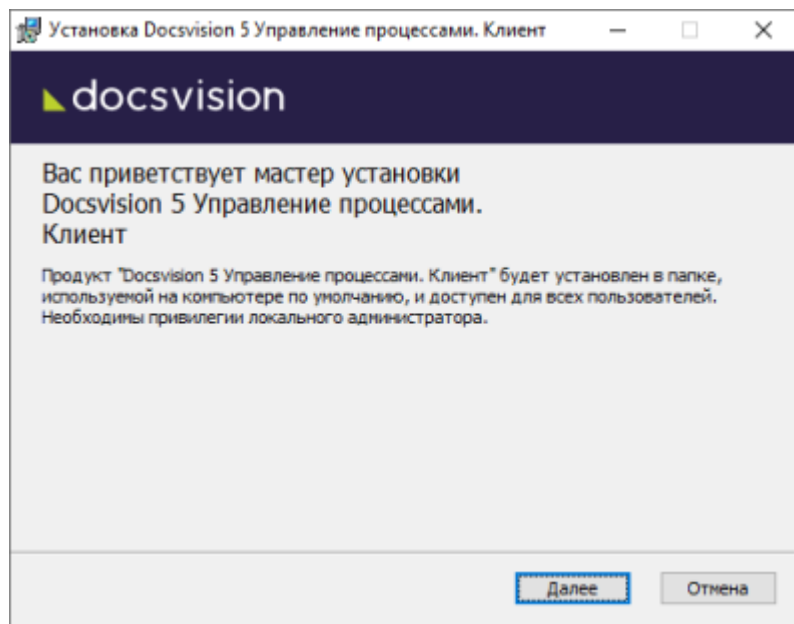 Установка Docsvision 5 Управление процессами. Клиент
docsvision
Вас приветствует мастер установки
Docsvision 5 Управление процессами.
Клиент
Продукт "Docsvision 5 Управление процессами. Клиент" будет установлен в папке,
используемой на компьютере по умолчанию, и доступен для всех пользователей.
Необходимы привилегии локального администратора.
Далее
Отмена